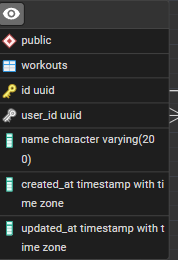 public
workouts
id uuid
user_id uuid
name character varying(20
0)
created_at timestamp with ti
me zone
updated_at timestamp with t
ime zone